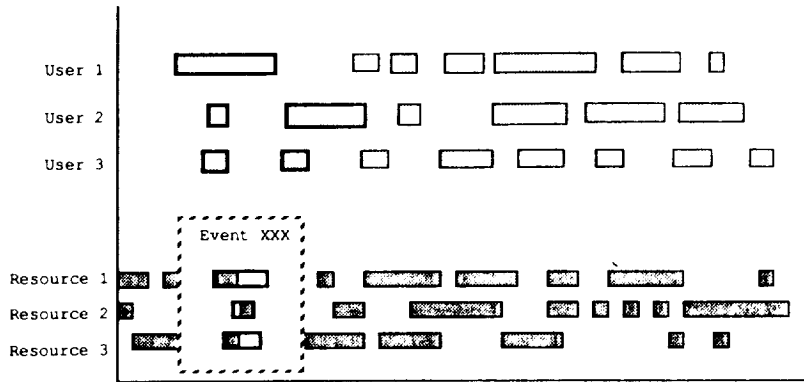 User 1
User 2
User 3
Event XXX
Resource 1
Resource 2
Resource 3